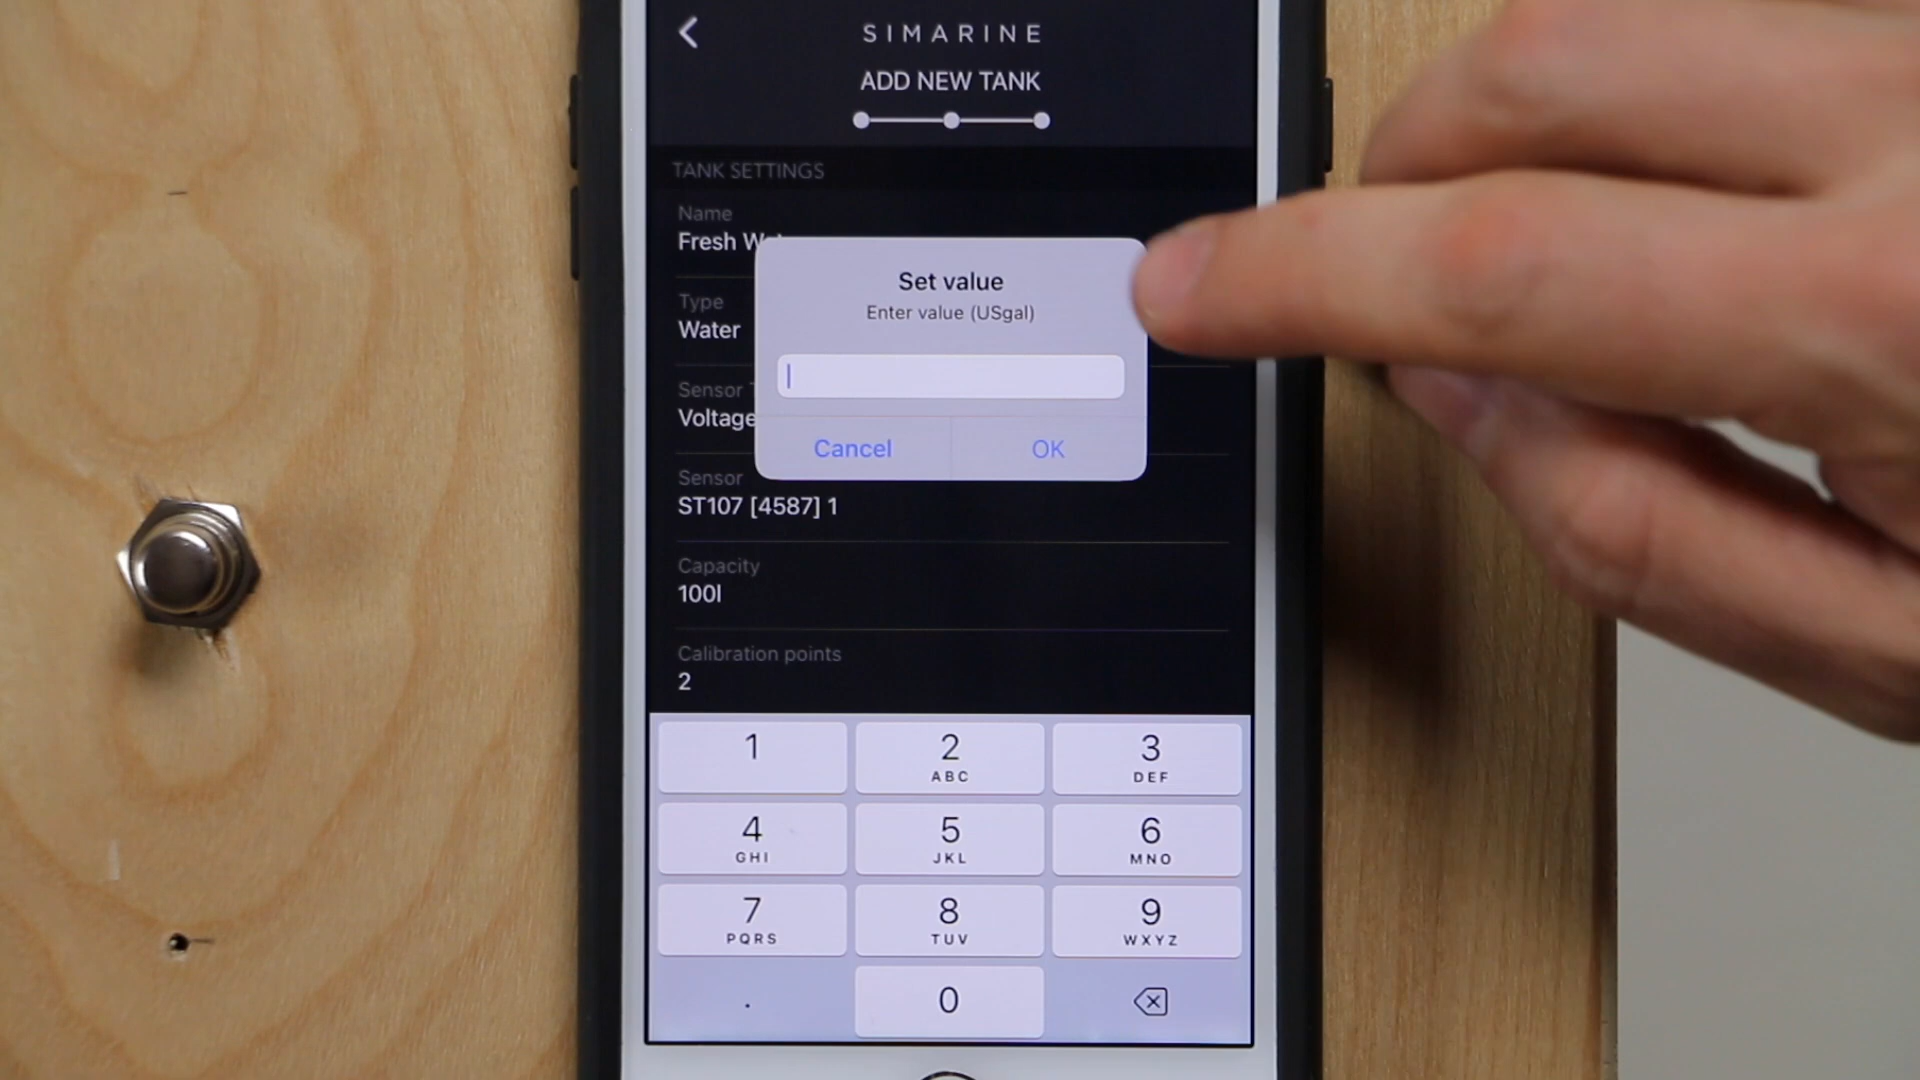 SIMARINE
ADD NEW TANK
TANK SETTINGS
Name
Fresh
Set value
Enter value (USgal)
Type
Water
Sensor
Voltage
Cancel
OK
Sensor
ST107 [4587] 1
Capacity
100l
Calibration points
2
1
2
ABC
3
DEF
4
GHI
5
JKL
6
MNO
7
PQRS
8
TUV
9
WXYZ
.
0